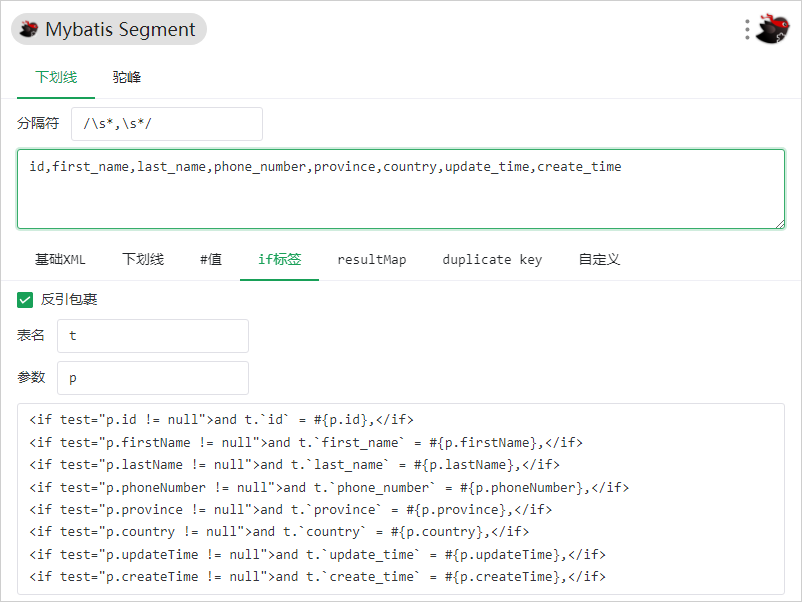 Mybatis Segment
下划线 驼峰
分隔符 /\s*,\s*/
id,first_name,last_name,phone_number,province,country,update_time,create_time
基础XML 下划线 #值 if标签 resultMap duplicate key 自定义
反引包裹
表名 t
参数 p
<if test="p.id != null">and t.`id` = #{p.id},</if>
<if test="p.firstName != null">and t.`first_name` = #{p.firstName},</if>
<if test="p.lastName != null">and t.`last_name` = #{p.lastName},</if>
<if test="p.phoneNumber != null">and t.`phone_number` = #{p.phoneNumber},</if>
<if test="p.province != null">and t.`province` = #{p.province},</if>
<if test="p.country != null">and t.`country` = #{p.country},</if>
<if test="p.updateTime != null">and t.`update_time` = #{p.updateTime},</if>
<if test="p.createTime != null">and t.`create_time` = #{p.createTime},</if>